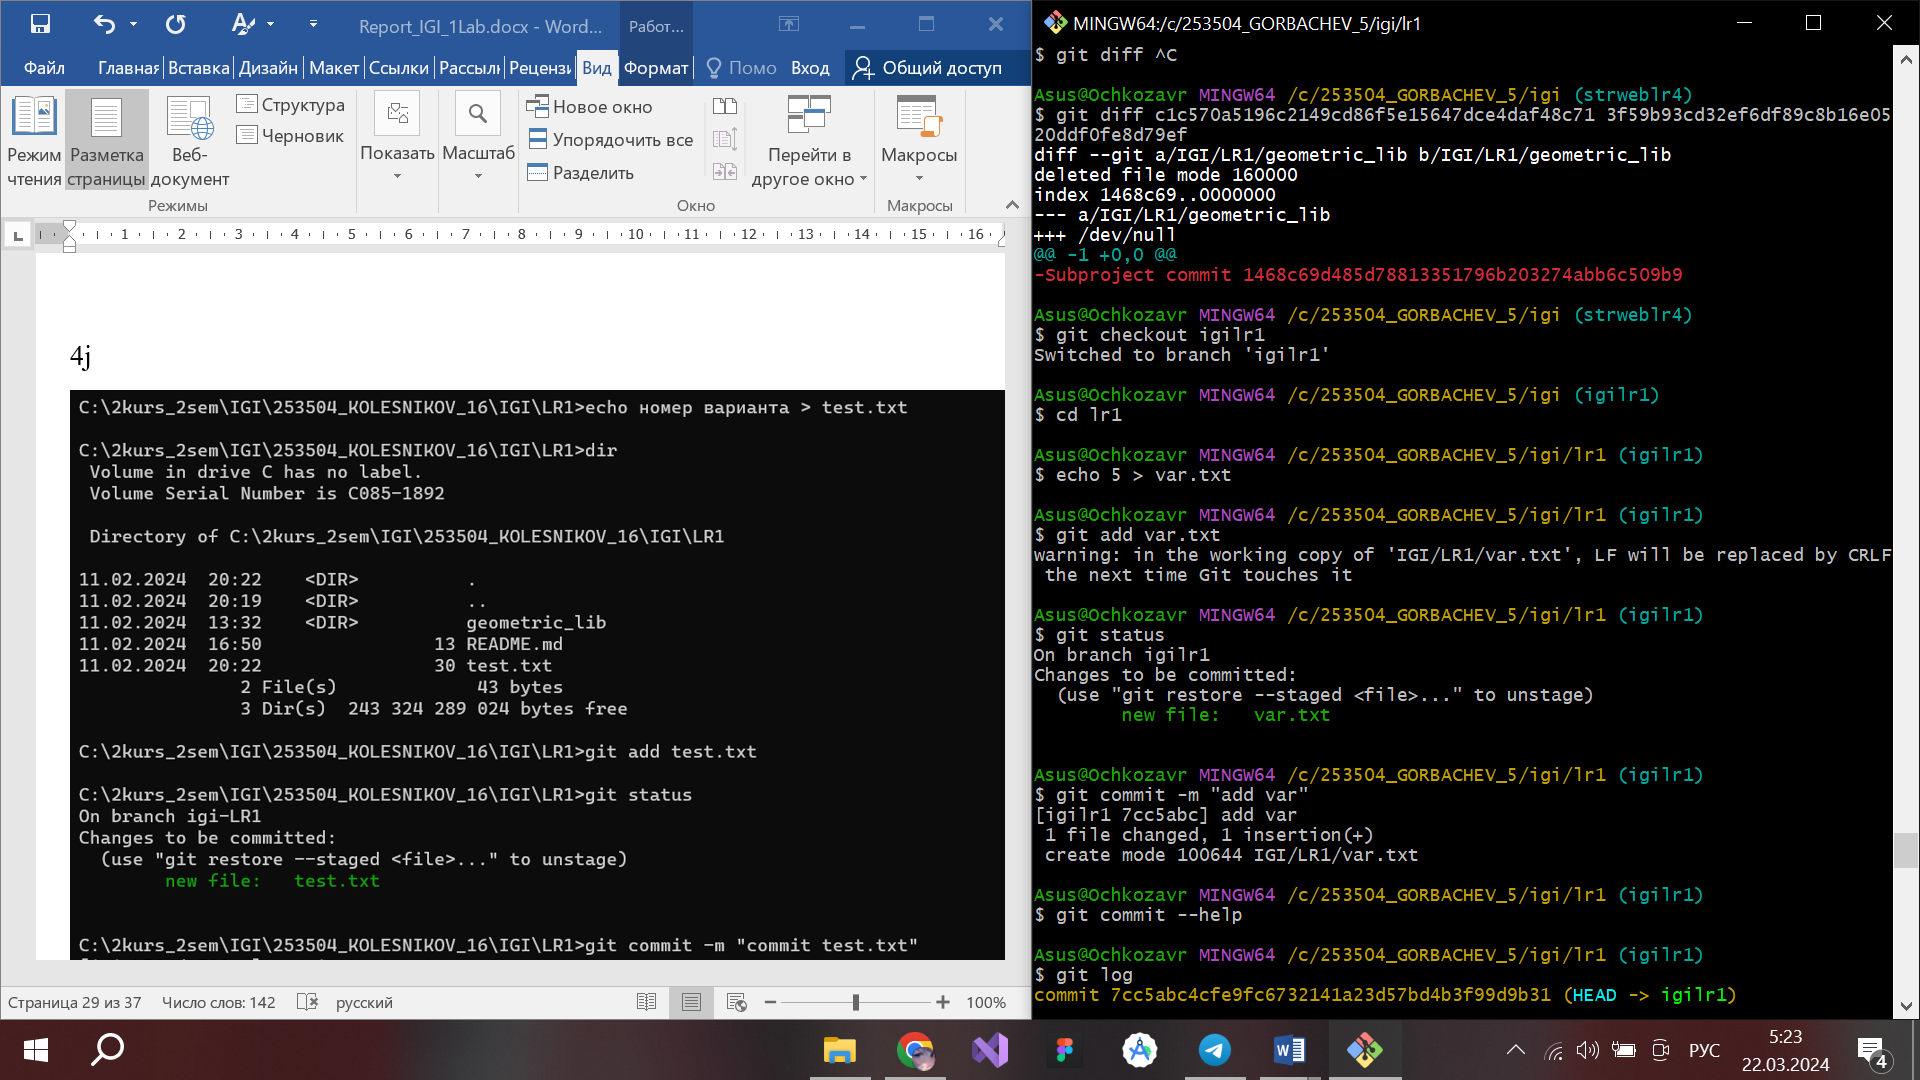 Report_IGI_1Lab.docx - Word...
Работ...
Файл
Главная
Вставка
Дизайн
Макет
Ссылки
Рассылк
Реценз
Вид
Формат
Помо
Вход
Общий доступ
Режим чтения
Разметка страницы
Веб-документ
Структура
Черновик
Режимы
Показать
Масштаб
Новое окно
Упорядочить все
Разделить
Перейти в другое окно
Окно
Макросы
Макросы
1 2 3 4 5 6 7 8 9 10 11 12 13 14 15 16
4j
C:\2kurs_2sem\IGI\253504_KOLESNIKOV_16\IGI\LR1>echo номер варианта > test.txt
C:\2kurs_2sem\IGI\253504_KOLESNIKOV_16\IGI\LR1>dir
Volume in drive C has no label.
Volume Serial Number is C085-1892
Directory of C:\2kurs_2sem\IGI\253504_KOLESNIKOV_16\IGI\LR1
11.02.2024 20:22 <DIR> .
11.02.2024 20:19 <DIR> ..
11.02.2024 13:32 <DIR> geometric_lib
11.02.2024 16:50 13 README.md
11.02.2024 20:22 30 test.txt
2 File(s) 43 bytes
3 Dir(s) 243 324 289 024 bytes free
C:\2kurs_2sem\IGI\253504_KOLESNIKOV_16\IGI\LR1>git add test.txt
C:\2kurs_2sem\IGI\253504_KOLESNIKOV_16\IGI\LR1>git status
On branch igi-LR1
Changes to be committed:
(use "git restore --staged <file>..." to unstage)
new file: test.txt
C:\2kurs_2sem\IGI\253504_KOLESNIKOV_16\IGI\LR1>git commit -m "commit test.txt"
Страница 29 из 37
Число слов: 142
русский
100%
MINGW64:/c/253504_GORBACHEV_5/igi/lr1
$ git diff ^C
Asus@Ochkozavr MINGW64 /c/253504_GORBACHEV_5/igi (strweblr4)
$ git diff c1c570a5196c2149cd86f5e15647dce4daf48c71 3f59b93cd32ef6df89c8b16e05
20ddf0fe8d79ef
diff --git a/IGI/LR1/geometric_lib b/IGI/LR1/geometric_lib
deleted file mode 160000
index 1468c69..0000000
--- a/IGI/LR1/geometric_lib
+++ /dev/null
@@ -1 +0,0 @@
-Subproject commit 1468c69d485d78813351796b203274abb6c509b9
Asus@Ochkozavr MINGW64 /c/253504_GORBACHEV_5/igi (strweblr4)
$ git checkout igilr1
Switched to branch 'igilr1'
Asus@Ochkozavr MINGW64 /c/253504_GORBACHEV_5/igi (igilr1)
$ cd lr1
Asus@Ochkozavr MINGW64 /c/253504_GORBACHEV_5/igi/lr1 (igilr1)
$ echo 5 > var.txt
Asus@Ochkozavr MINGW64 /c/253504_GORBACHEV_5/igi/lr1 (igilr1)
$ git add var.txt
warning: in the working copy of 'IGI/LR1/var.txt', LF will be replaced by CRLF
the next time Git touches it
Asus@Ochkozavr MINGW64 /c/253504_GORBACHEV_5/igi/lr1 (igilr1)
$ git status
On branch igilr1
Changes to be committed:
(use "git restore --staged <file>..." to unstage)
new file: var.txt
Asus@Ochkozavr MINGW64 /c/253504_GORBACHEV_5/igi/lr1 (igilr1)
$ git commit -m "add var"
[igilr1 7cc5abc] add var
1 file changed, 1 insertion(+)
create mode 100644 IGI/LR1/var.txt
Asus@Ochkozavr MINGW64 /c/253504_GORBACHEV_5/igi/lr1 (igilr1)
$ git commit --help
Asus@Ochkozavr MINGW64 /c/253504_GORBACHEV_5/igi/lr1 (igilr1)
$ git log
commit 7cc5abc4cfe9fc6732141a23d57bd4b3f99d9b31 (HEAD -> igilr1)
РУС
5:23
22.03.2024
4